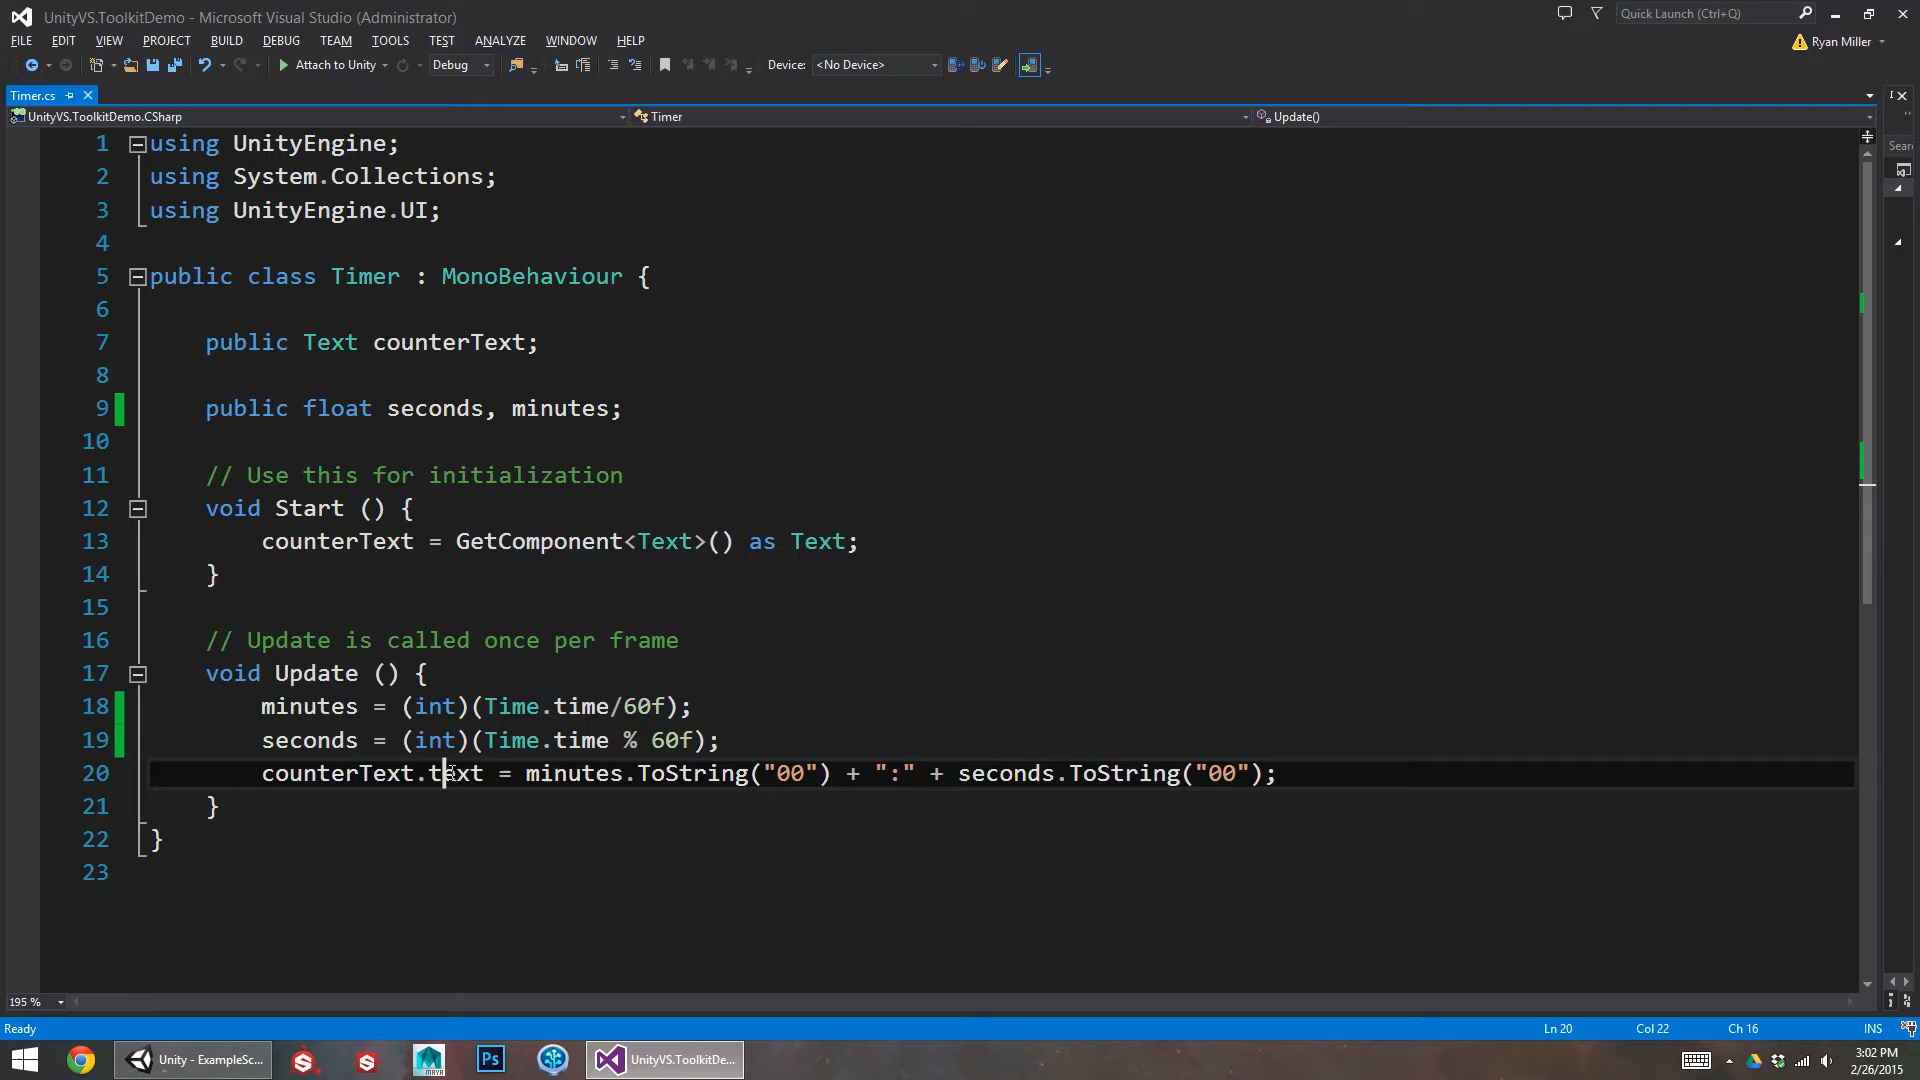 UnityVS.ToolkitDemo - Microsoft Visual Studio (Administrator)
Quick Launch (Ctrl+Q)
FILE EDIT VIEW PROJECT BUILD DEBUG TEAM TOOLS TEST ANALYZE WINDOW HELP
Ryan Miller
Attach to Unity
Debug
Device: <No Device>
Timer.cs
UnityVS.ToolkitDemo.CSharp
Timer
Update()
Sear
1 using UnityEngine;
2 using System.Collections;
3 using UnityEngine.UI;
4
5 public class Timer : MonoBehaviour {
6
7 public Text counterText;
8
9 public float seconds, minutes;
10
11 // Use this for initialization
12 void Start () {
13 counterText = GetComponent<Text>() as Text;
14 }
15
16 // Update is called once per frame
17 void Update () {
18 minutes = (int)(Time.time/60f);
19 seconds = (int)(Time.time % 60f);
20 counterText.text = minutes.ToString("00") + ":" + seconds.ToString("00");
21 }
22 }
23
195 %
Ready
Ln 20
Col 22
Ch 16
INS
Unity - ExampleSc...
MAYA
Ps
UnityVS.ToolkitDe...
3:02 PM
2/26/2015